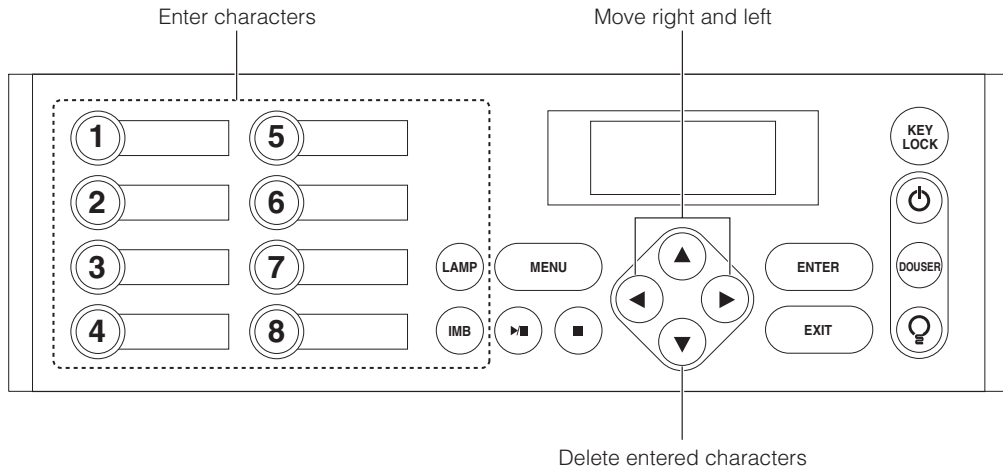 Enter characters
Move right and left
1
5
2
6
3
7
4
8
LAMP
IMB
MENU
ENTER
EXIT
KEY
LOCK
DOUSER
Delete entered characters